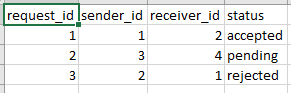 request_id sender_id receiver_id status
1 1 2 accepted
2 3 4 pending
3 2 1 rejected